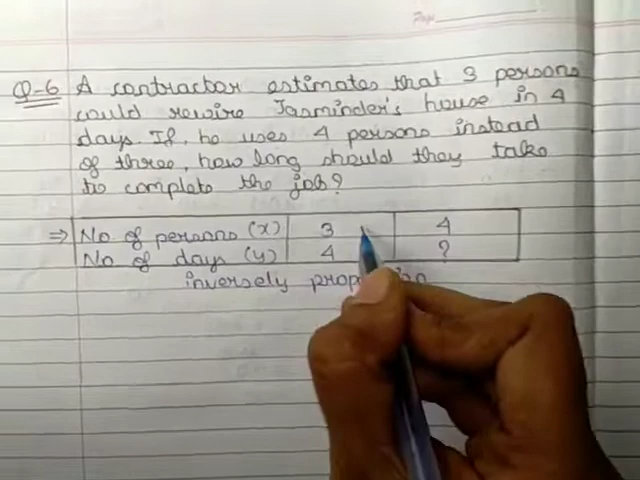 Q-6 A contractor estimates that 3 persons
could rewire Jasminder's house in 4
days. If, he uses 4 persons instead
of three, how long should they take
to complete the job?
⇒ No of persons (x) 3 4
No of days (y) 4 ?
inversely